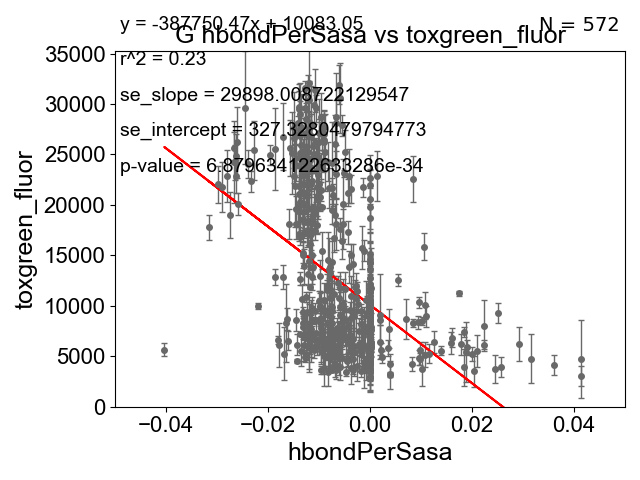 y = -387750.47x + 10083.05
N = 572
G hbondPerSasa vs toxgreen_fluor
r^2 = 0.23
se_slope = 29898.008722129547
se_intercept = 327.3280479794773
p-value = 6.879634122633286e-34
35000
30000
25000
20000
15000
10000
5000
0
toxgreen_fluor
−0.04
−0.02
0.00
0.02
0.04
hbondPerSasa